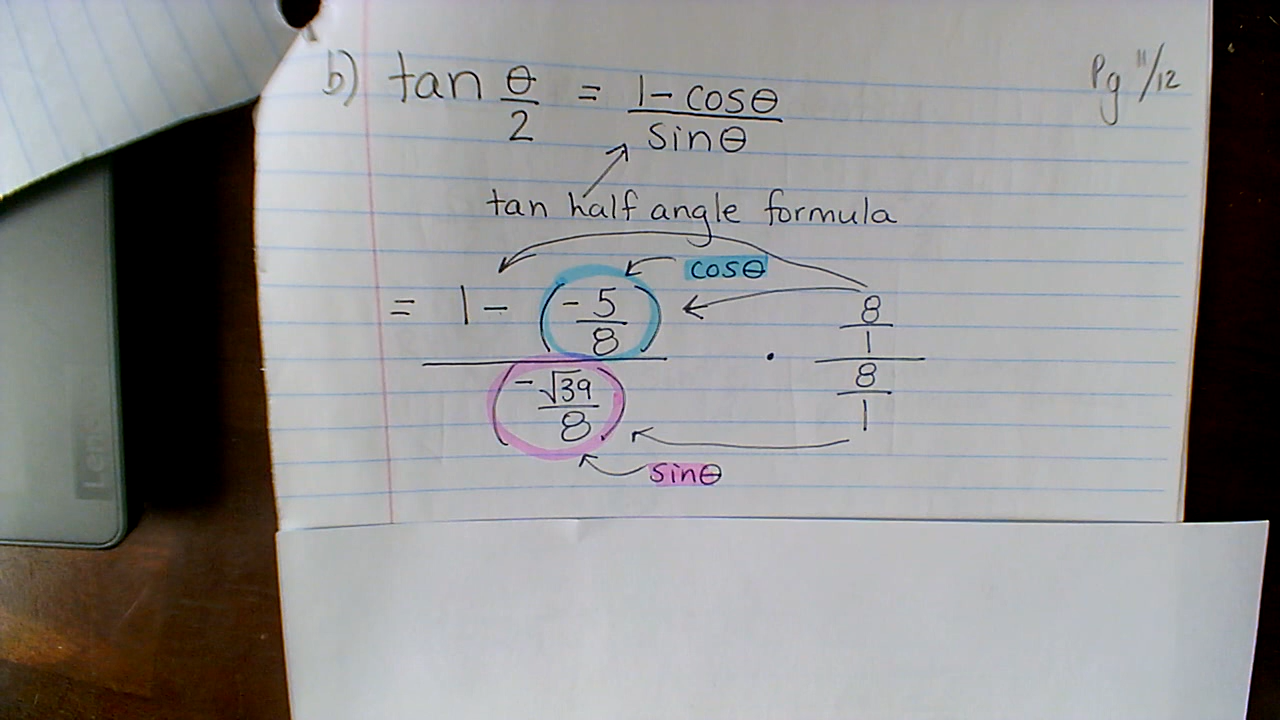 b) tan θ/2 = 1 - cosθ / sinθ
Pg 11/12
tan half angle formula
cosθ
= 1 - (-5/8) / (-√39/8) · 8/1 / 8/1
sinθ
Leno